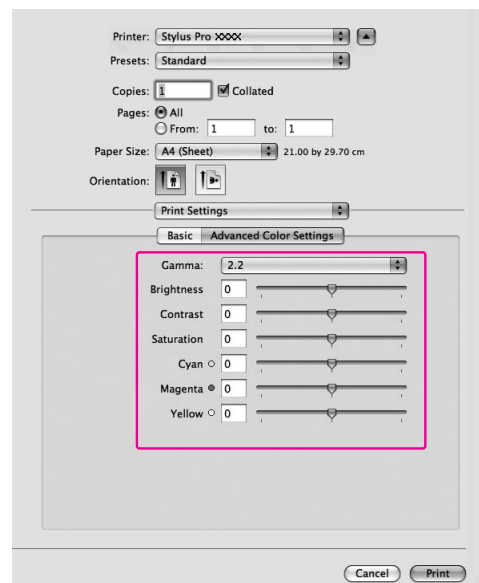 Printer: Stylus Pro XXXX
Presets: Standard
Copies: 1 Collated
Pages: All
From: 1 to: 1
Paper Size: A4 (Sheet) 21.00 by 29.70 cm
Orientation:
Print Settings
Basic Advanced Color Settings
Gamma: 2.2
Brightness 0
Contrast 0
Saturation 0
Cyan 0
Magenta 0
Yellow 0
Cancel Print